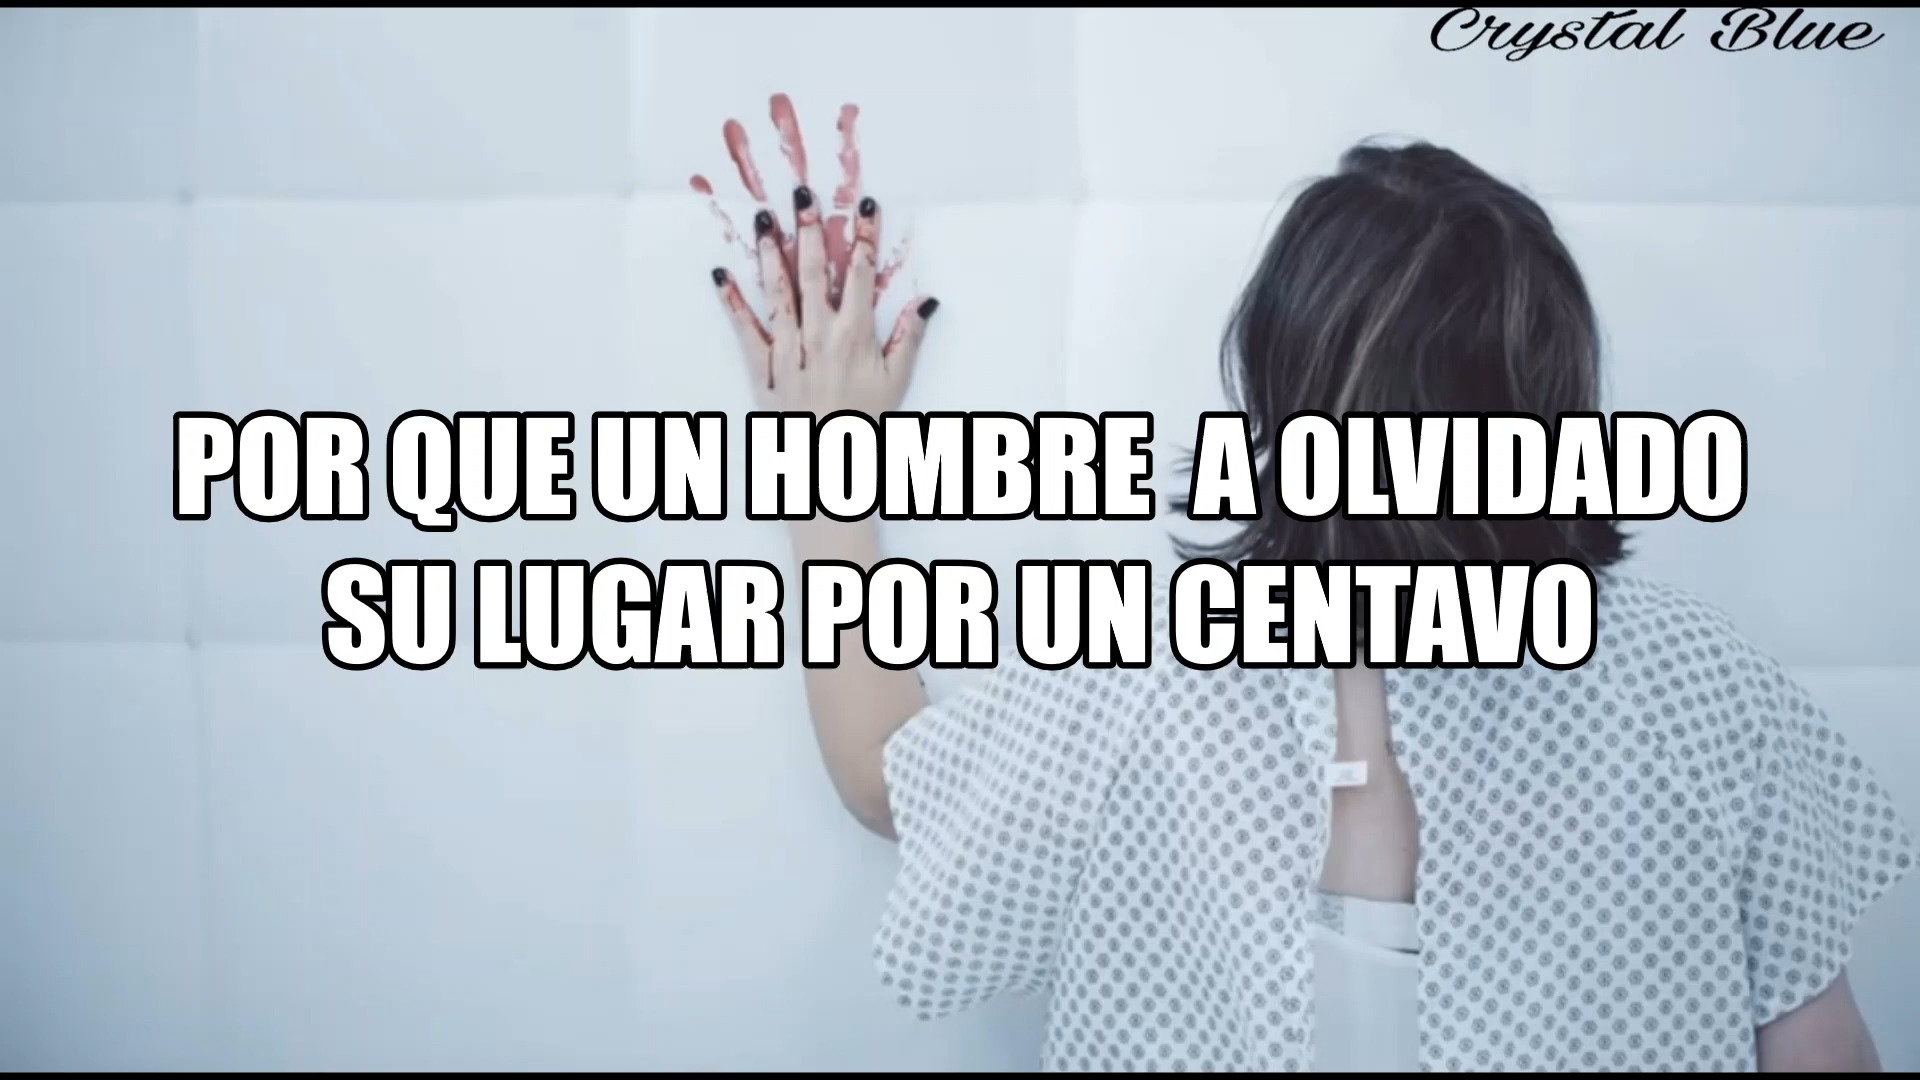 Crystal Blue
POR QUE UN HOMBRE A OLVIDADO
SU LUGAR POR UN CENTAVO